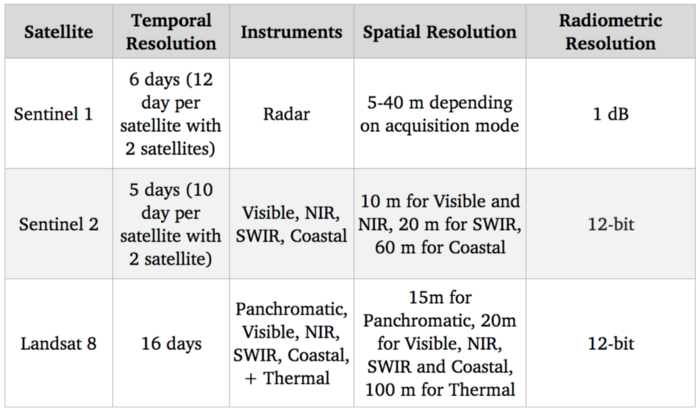 Satellite
Temporal
Resolution
Instruments
Spatial Resolution
Radiometric
Resolution
Sentinel 1
6 days (12
day per
satellite with
2 satellites)
Radar
5-40 m depending
on acquisition mode
1 dB
Sentinel 2
5 days (10
day per
satellite with
2 satellite)
Visible, NIR,
SWIR, Coastal
10 m for Visible and
NIR, 20 m for SWIR,
60 m for Coastal
12-bit
Landsat 8
16 days
Panchromatic,
Visible, NIR,
SWIR, Coastal,
+ Thermal
15m for
Panchromatic, 20m
for Visible, NIR,
SWIR and Coastal,
100 m for Thermal
12-bit